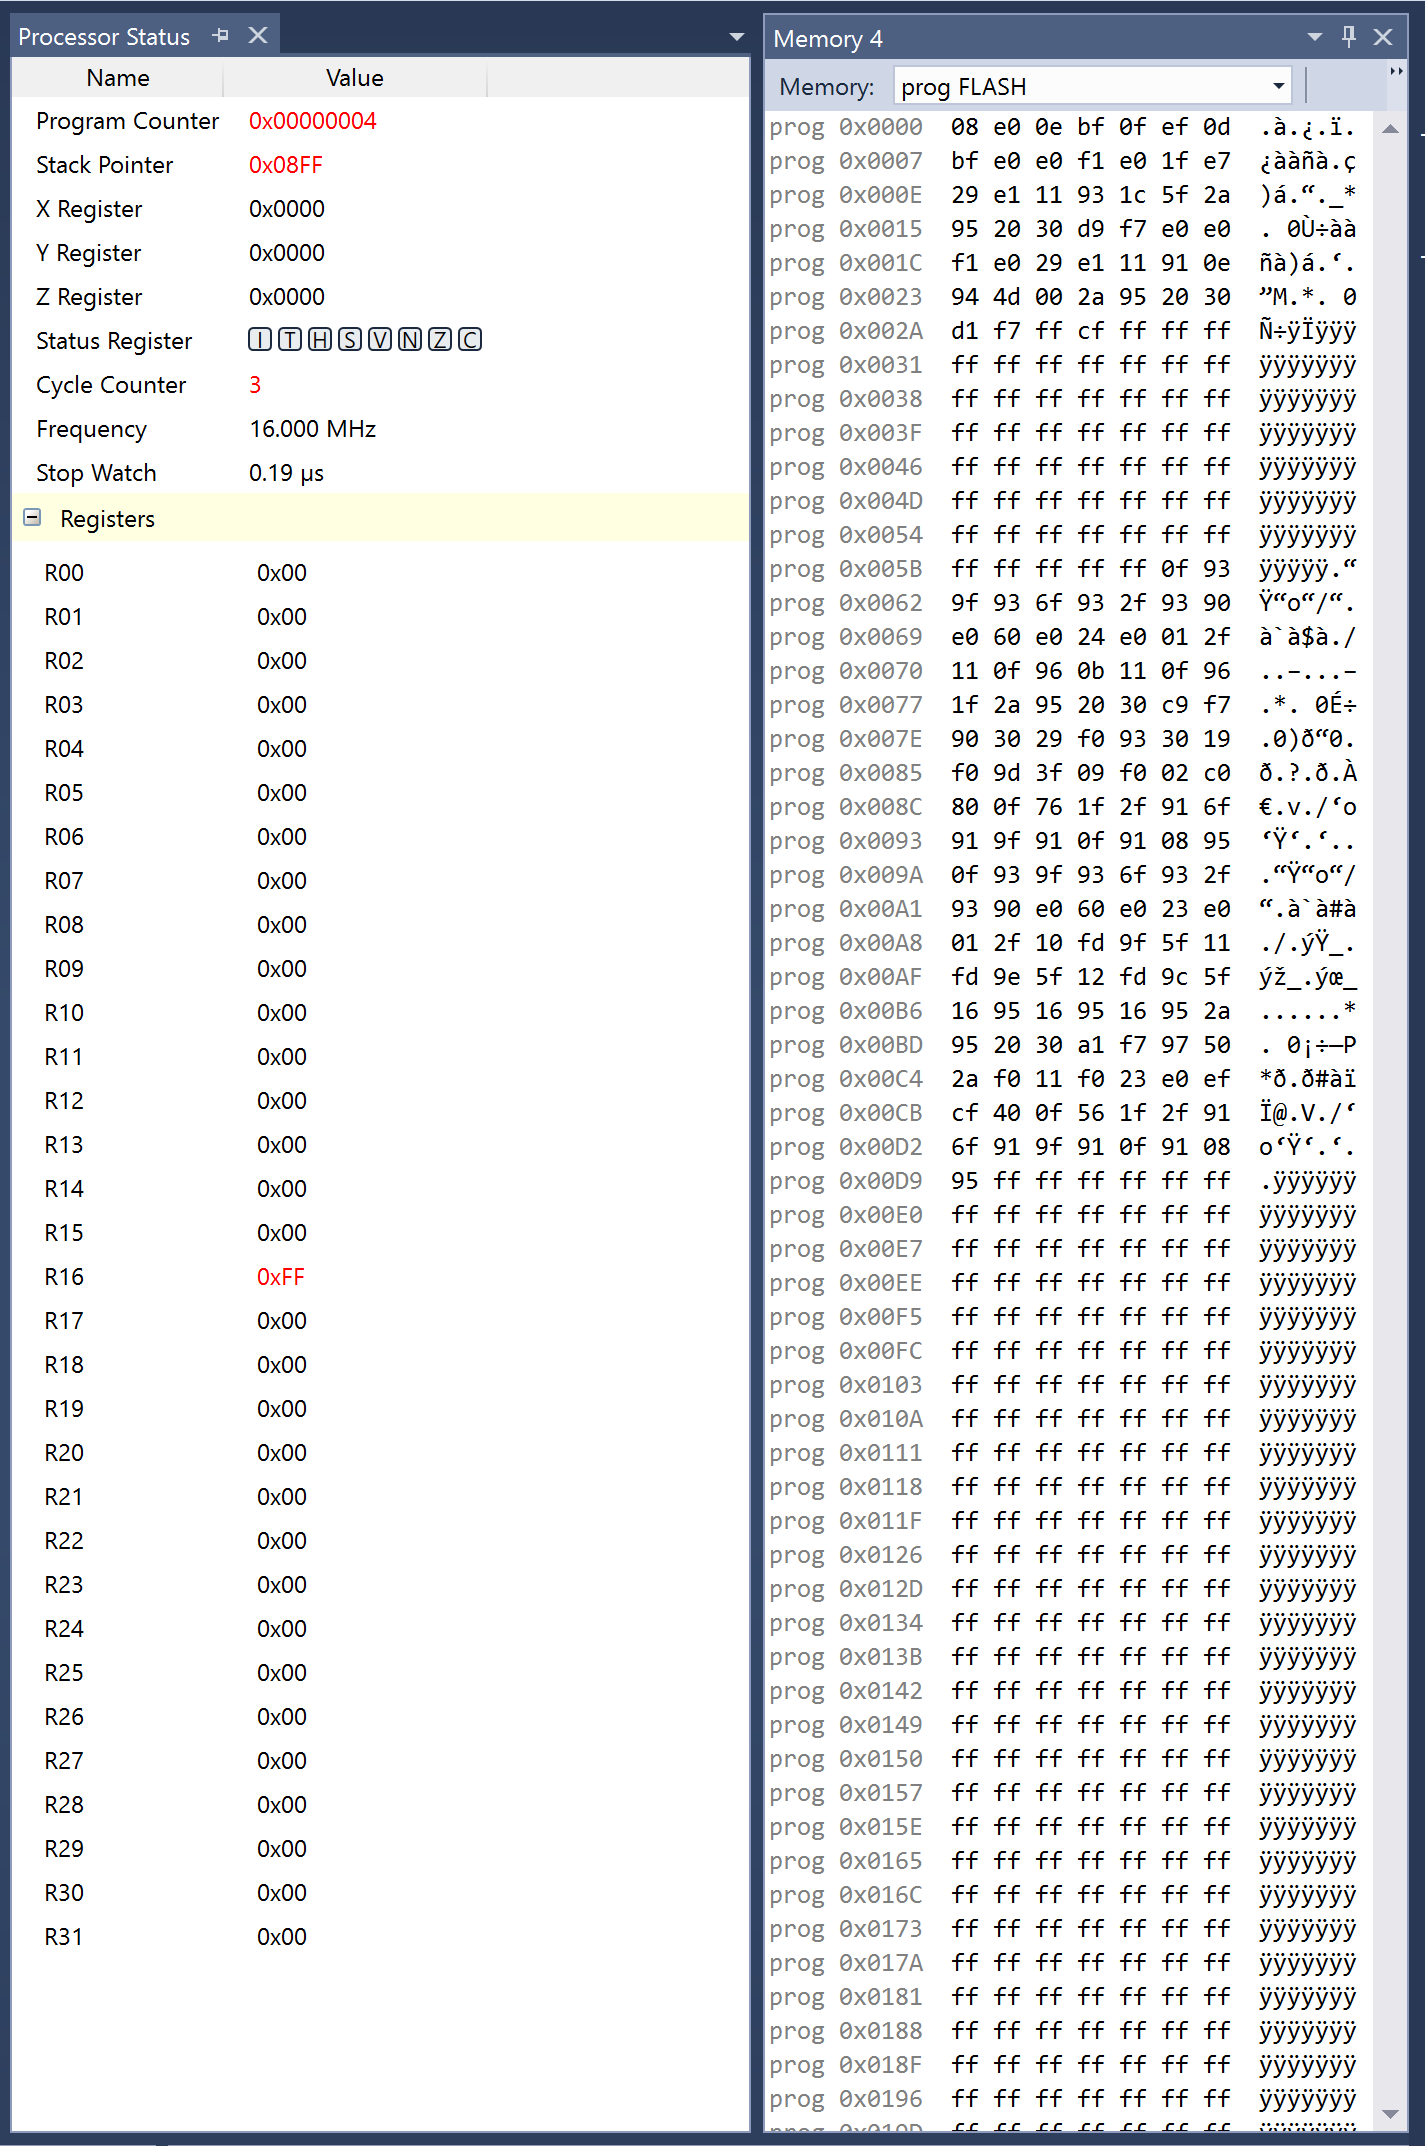 Processor Status
Name Value
Program Counter 0x00000004
Stack Pointer 0x08FF
X Register 0x0000
Y Register 0x0000
Z Register 0x0000
Status Register I T H S V N Z C
Cycle Counter 3
Frequency 16.000 MHz
Stop Watch 0.19 µs
Registers
R00 0x00
R01 0x00
R02 0x00
R03 0x00
R04 0x00
R05 0x00
R06 0x00
R07 0x00
R08 0x00
R09 0x00
R10 0x00
R11 0x00
R12 0x00
R13 0x00
R14 0x00
R15 0x00
R16 0xFF
R17 0x00
R18 0x00
R19 0x00
R20 0x00
R21 0x00
R22 0x00
R23 0x00
R24 0x00
R25 0x00
R26 0x00
R27 0x00
R28 0x00
R29 0x00
R30 0x00
R31 0x00
Memory 4
Memory: prog FLASH
prog 0x0000 08 e0 0e bf 0f ef 0d .à.¿.ï.
prog 0x0007 bf e0 e0 f1 e0 1f e7 ¿ààñà.ç
prog 0x000E 29 e1 11 93 1c 5f 2a )á.“._*
prog 0x0015 95 20 30 d9 f7 e0 e0 . 0Ù÷àà
prog 0x001C f1 e0 29 e1 11 91 0e ñà)á.‘.
prog 0x0023 94 4d 00 2a 95 20 30 ”M.*. 0
prog 0x002A d1 f7 ff cf ff ff ff Ñ÷ÿÏÿÿÿ
prog 0x0031 ff ff ff ff ff ff ff ÿÿÿÿÿÿÿ
prog 0x0038 ff ff ff ff ff ff ff ÿÿÿÿÿÿÿ
prog 0x003F ff ff ff ff ff ff ff ÿÿÿÿÿÿÿ
prog 0x0046 ff ff ff ff ff ff ff ÿÿÿÿÿÿÿ
prog 0x004D ff ff ff ff ff ff ff ÿÿÿÿÿÿÿ
prog 0x0054 ff ff ff ff ff ff ff ÿÿÿÿÿÿÿ
prog 0x005B ff ff ff ff ff 0f 93 ÿÿÿÿÿ.“
prog 0x0062 9f 93 6f 93 2f 93 90 Ÿ“o“/“.
prog 0x0069 e0 60 e0 24 e0 01 2f à`à$à./
prog 0x0070 11 0f 96 0b 11 0f 96 ..–...–
prog 0x0077 1f 2a 95 20 30 c9 f7 .*. 0É÷
prog 0x007E 90 30 29 f0 93 30 19 .0)ð“0.
prog 0x0085 f0 9d 3f 09 f0 02 c0 ð.?.ð.À
prog 0x008C 80 0f 76 1f 2f 91 6f €.v./‘o
prog 0x0093 91 9f 91 0f 91 08 95 ‘Ÿ‘.‘..
prog 0x009A 0f 93 9f 93 6f 93 2f .“Ÿ“o“/
prog 0x00A1 93 90 e0 60 e0 23 e0 “.à`à#à
prog 0x00A8 01 2f 10 fd 9f 5f 11 ./.ýŸ_.
prog 0x00AF fd 9e 5f 12 fd 9c 5f ýž_.ýœ_
prog 0x00B6 16 95 16 95 16 95 2a ......*
prog 0x00BD 95 20 30 a1 f7 97 50 . 0¡÷—P
prog 0x00C4 2a f0 11 f0 23 e0 ef *ð.ð#àï
prog 0x00CB cf 40 0f 56 1f 2f 91 Ï@.V./‘
prog 0x00D2 6f 91 9f 91 0f 91 08 o‘Ÿ‘.‘.
prog 0x00D9 95 ff ff ff ff ff ff .ÿÿÿÿÿÿ
prog 0x00E0 ff ff ff ff ff ff ff ÿÿÿÿÿÿÿ
prog 0x00E7 ff ff ff ff ff ff ff ÿÿÿÿÿÿÿ
prog 0x00EE ff ff ff ff ff ff ff ÿÿÿÿÿÿÿ
prog 0x00F5 ff ff ff ff ff ff ff ÿÿÿÿÿÿÿ
prog 0x00FC ff ff ff ff ff ff ff ÿÿÿÿÿÿÿ
prog 0x0103 ff ff ff ff ff ff ff ÿÿÿÿÿÿÿ
prog 0x010A ff ff ff ff ff ff ff ÿÿÿÿÿÿÿ
prog 0x0111 ff ff ff ff ff ff ff ÿÿÿÿÿÿÿ
prog 0x0118 ff ff ff ff ff ff ff ÿÿÿÿÿÿÿ
prog 0x011F ff ff ff ff ff ff ff ÿÿÿÿÿÿÿ
prog 0x0126 ff ff ff ff ff ff ff ÿÿÿÿÿÿÿ
prog 0x012D ff ff ff ff ff ff ff ÿÿÿÿÿÿÿ
prog 0x0134 ff ff ff ff ff ff ff ÿÿÿÿÿÿÿ
prog 0x013B ff ff ff ff ff ff ff ÿÿÿÿÿÿÿ
prog 0x0142 ff ff ff ff ff ff ff ÿÿÿÿÿÿÿ
prog 0x0149 ff ff ff ff ff ff ff ÿÿÿÿÿÿÿ
prog 0x0150 ff ff ff ff ff ff ff ÿÿÿÿÿÿÿ
prog 0x0157 ff ff ff ff ff ff ff ÿÿÿÿÿÿÿ
prog 0x015E ff ff ff ff ff ff ff ÿÿÿÿÿÿÿ
prog 0x0165 ff ff ff ff ff ff ff ÿÿÿÿÿÿÿ
prog 0x016C ff ff ff ff ff ff ff ÿÿÿÿÿÿÿ
prog 0x0173 ff ff ff ff ff ff ff ÿÿÿÿÿÿÿ
prog 0x017A ff ff ff ff ff ff ff ÿÿÿÿÿÿÿ
prog 0x0181 ff ff ff ff ff ff ff ÿÿÿÿÿÿÿ
prog 0x0188 ff ff ff ff ff ff ff ÿÿÿÿÿÿÿ
prog 0x018F ff ff ff ff ff ff ff ÿÿÿÿÿÿÿ
prog 0x0196 ff ff ff ff ff ff ff ÿÿÿÿÿÿÿ